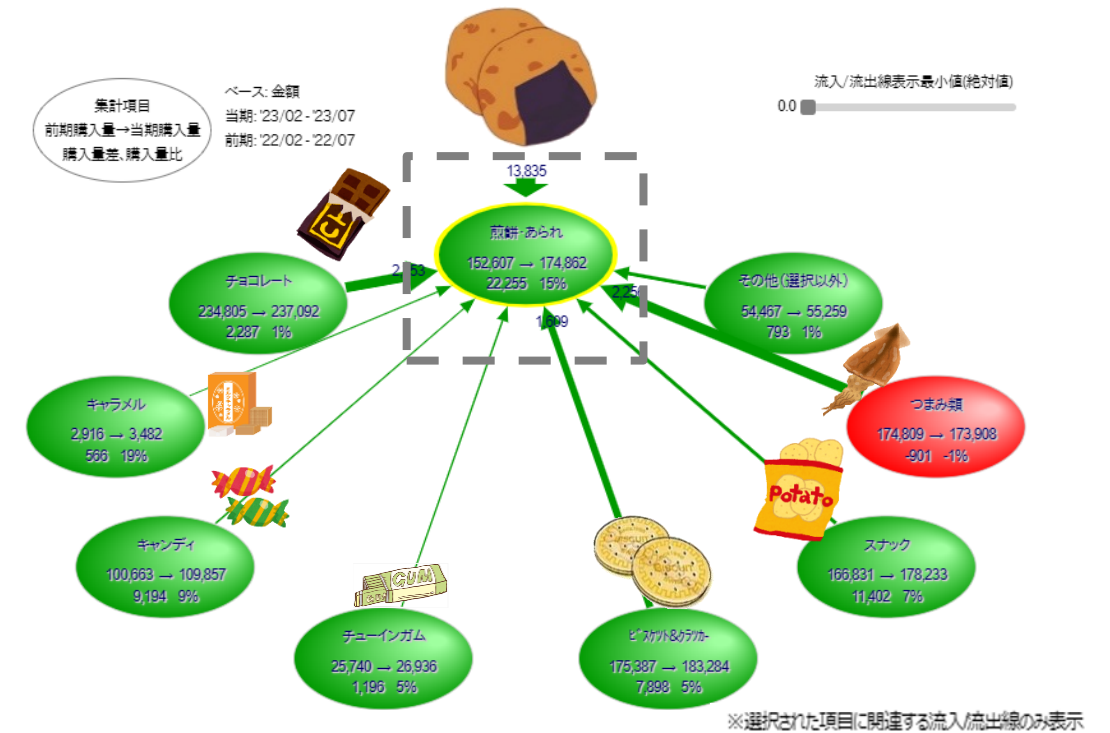 集計項目
前期購入量→当期購入量
購入量差、購入量比
ベース: 金額
当期: '23/02 - '23/07
前期: '22/02 - '22/07
流入/流出線表示最小値(絶対値)
0.0
13,835
煎餅・あられ
152,607 → 174,862
22,255 15%
チョコレート
234,805 → 237,092
2,287 1%
その他(選択以外)
54,467 → 55,259
793 1%
1,609
キャラメル
2,916 → 3,482
566 19%
つまみ類
174,809 → 173,908
-901 -1%
Potato
キャンディ
100,663 → 109,857
9,194 9%
スナック
166,831 → 178,233
11,402 7%
GUM
チューインガム
25,740 → 26,936
1,196 5%
ビスケット&クラッカー
175,387 → 183,284
7,898 5%
※選択された項目に関連する流入/流出線のみ表示